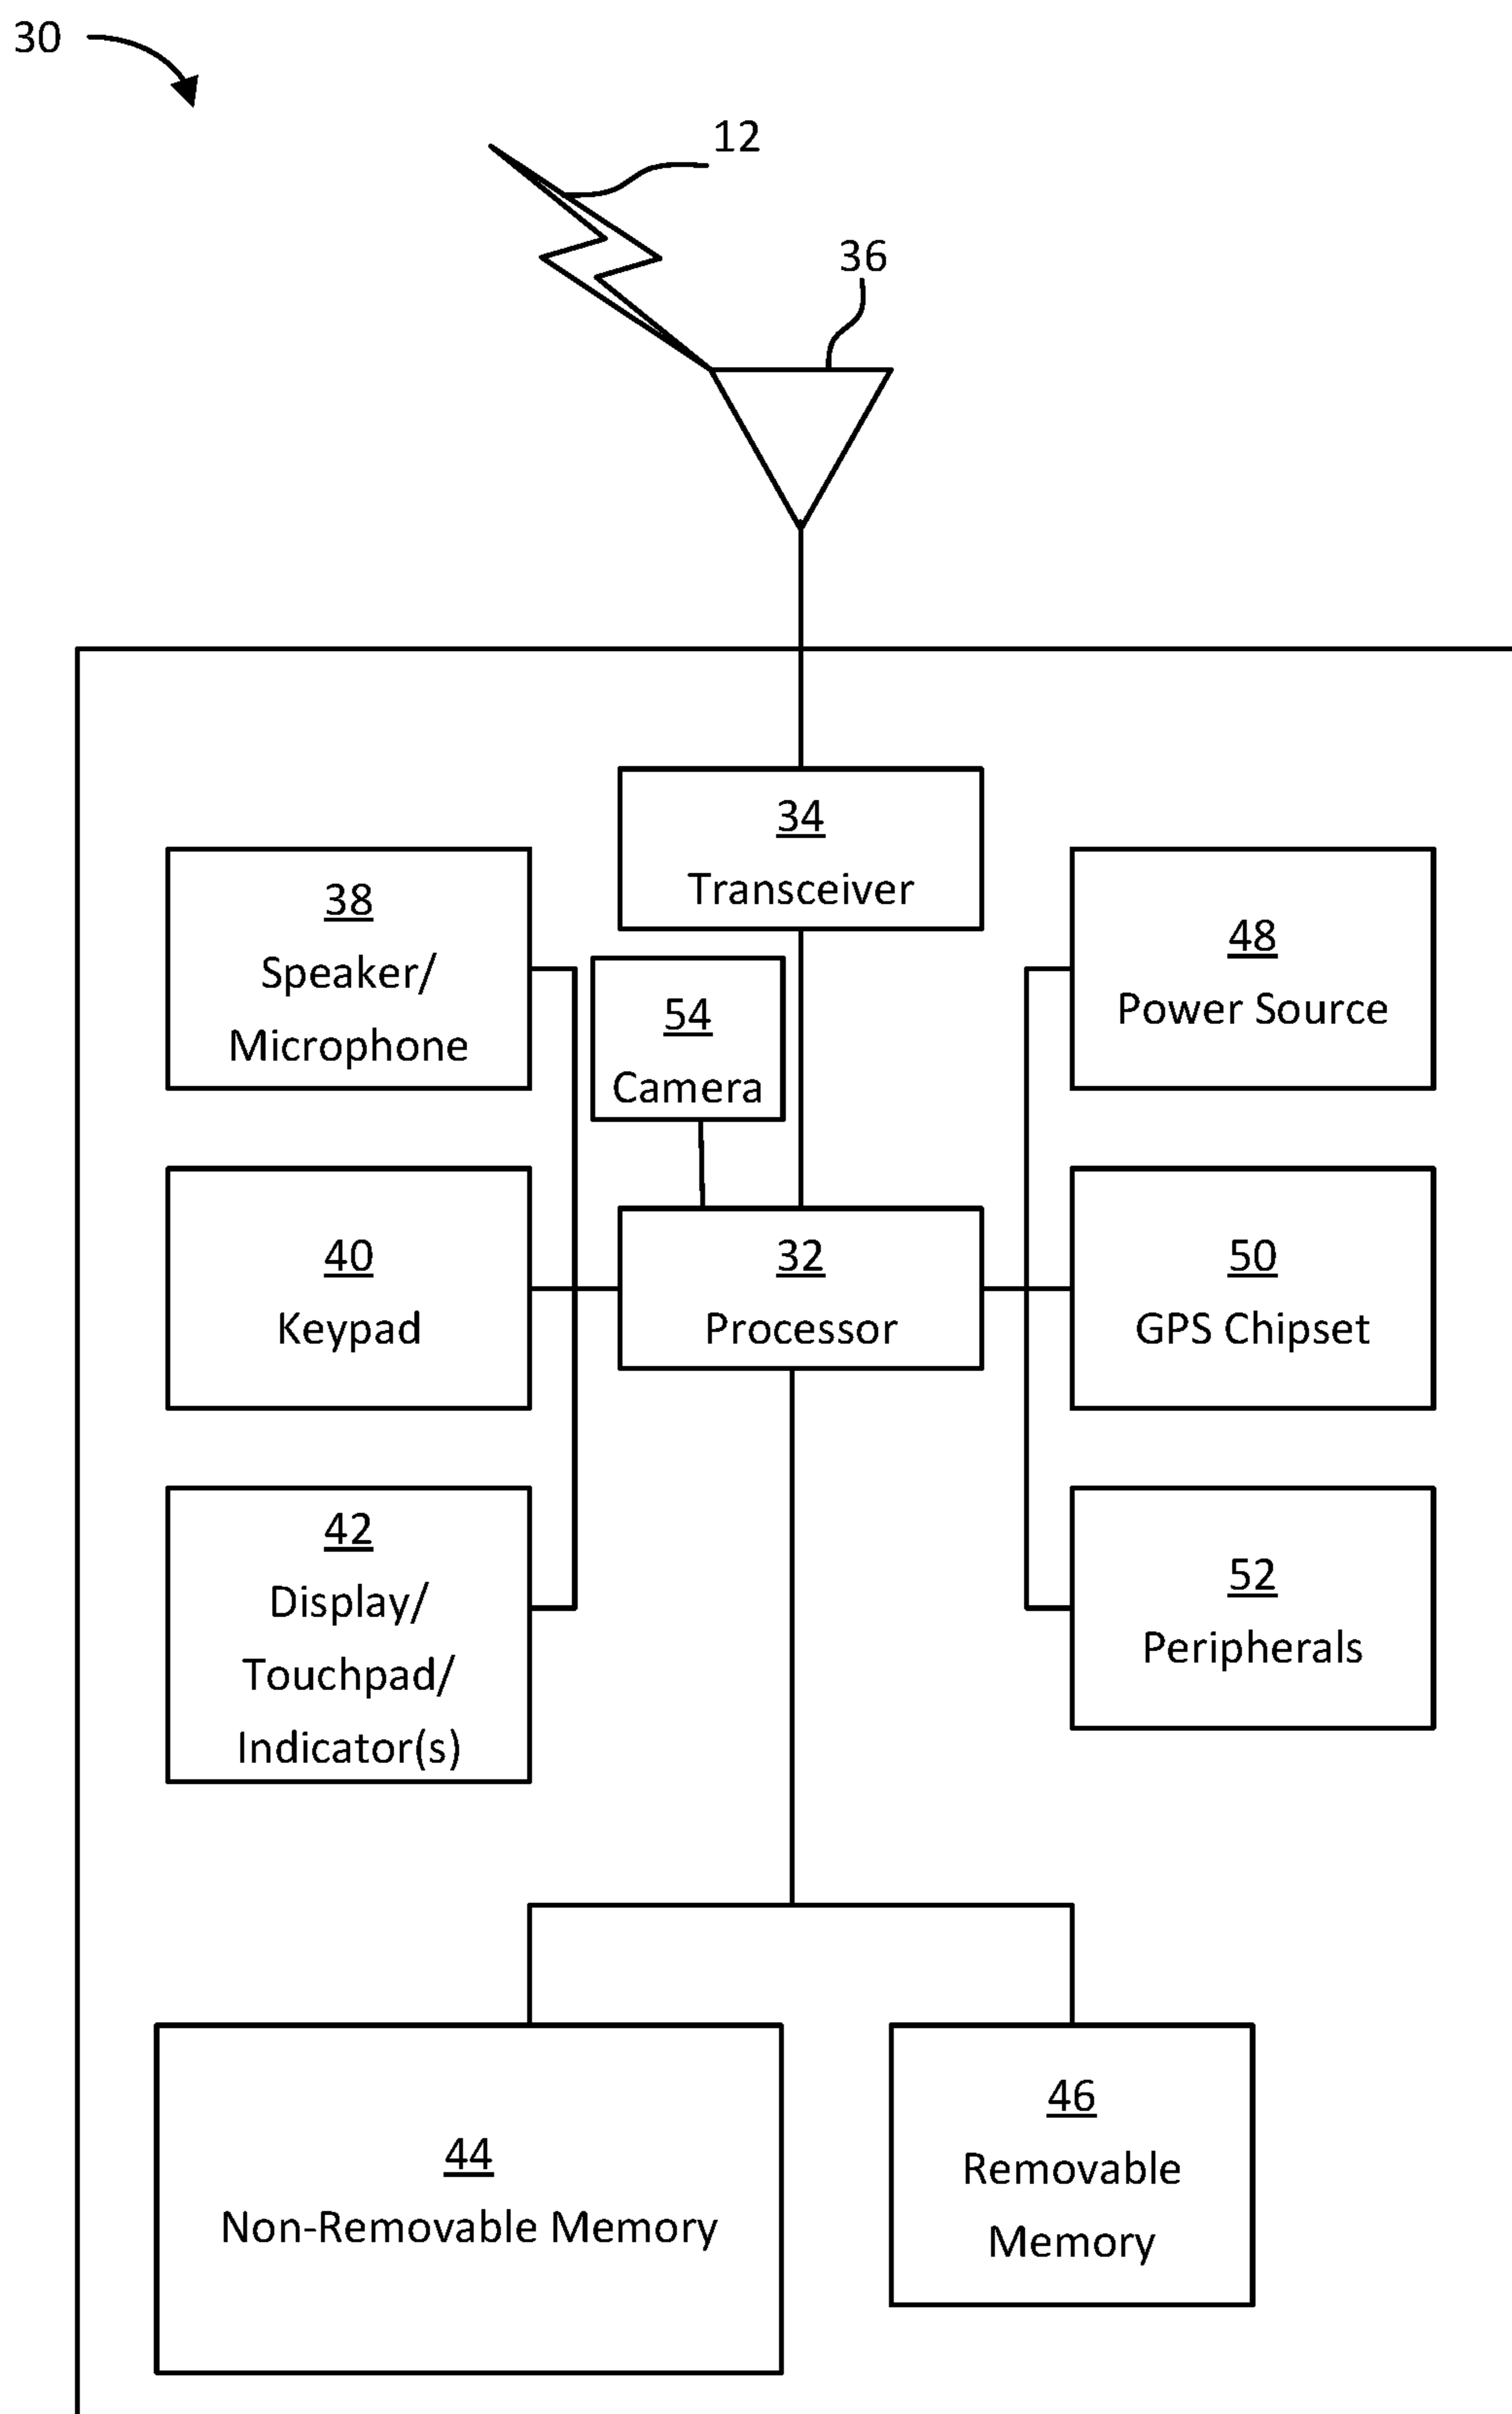 30
12
36
34
Transceiver
38
Speaker/
Microphone
48
Power Source
54
Camera
40
Keypad
32
Processor
50
GPS Chipset
42
Display/
Touchpad/
Indicator(s)
52
Peripherals
44
Non-Removable Memory
46
Removable
Memory